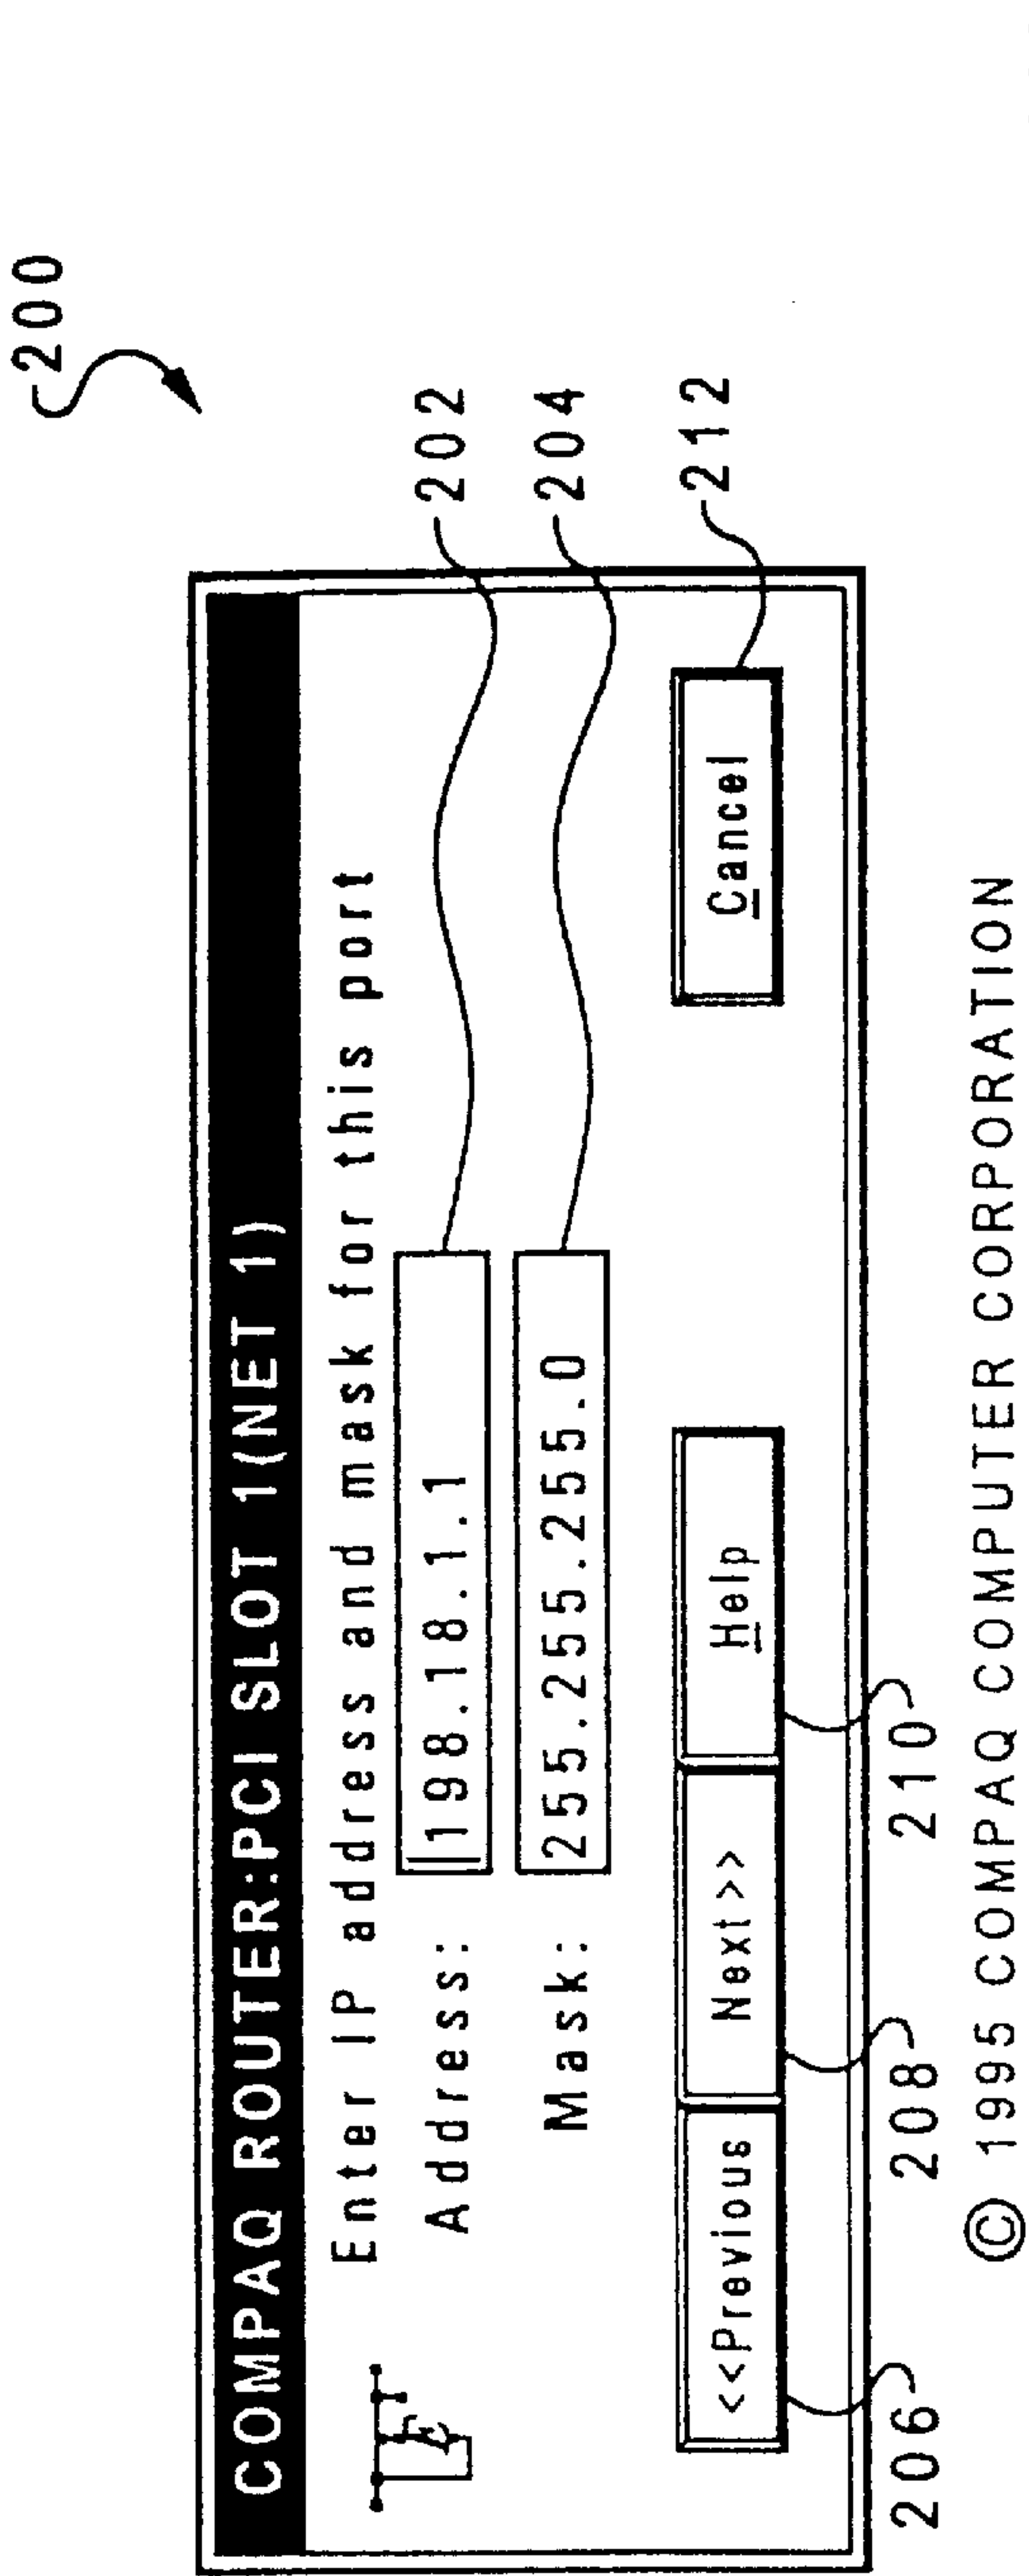 200
COMPAQ ROUTER:PCI SLOT 1(NET 1)
Enter IP address and mask for this port
Address: 198.18.1.1 202
Mask: 255.255.255.0 204
<<Previous Next>> Help Cancel 212
206 208 210
© 1995 COMPAQ COMPUTER CORPORATION